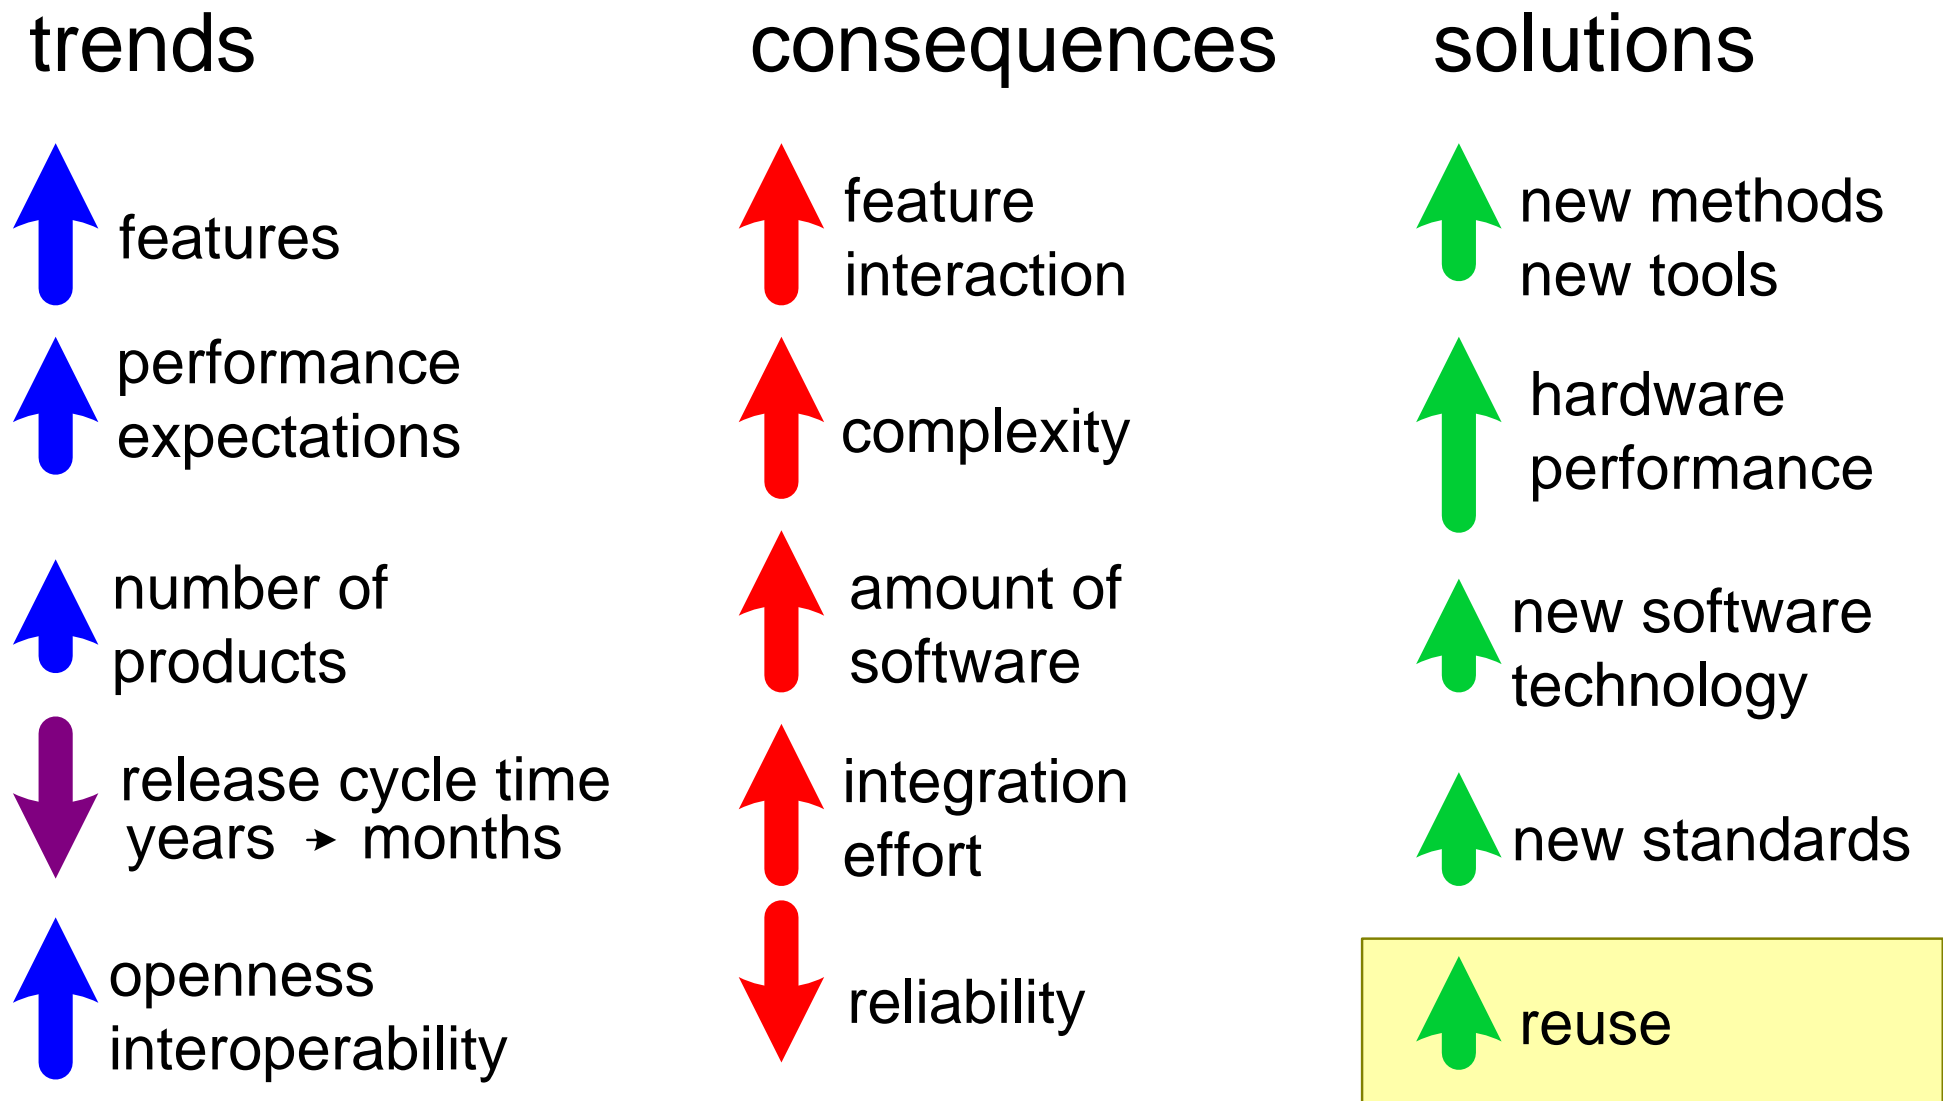 trends
features
performance
expectations
number of
products
release cycle time
years → months
openness
interoperability
consequences
feature
interaction
complexity
amount of
software
integration
effort
reliability
solutions
new methods
new tools
hardware
performance
new software
technology
new standards
reuse